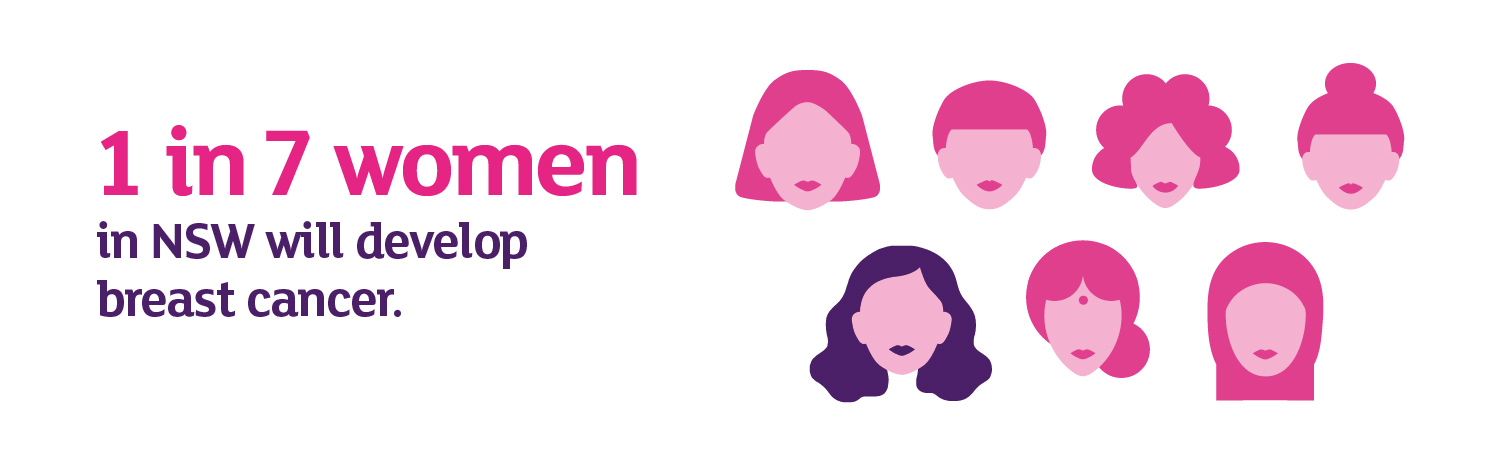 1 in 7 women
in NSW will develop
breast cancer.